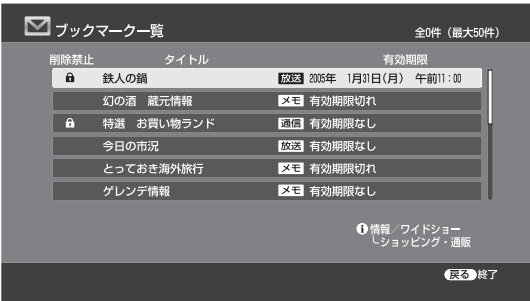 ブックマーク一覧 全0件（最大50件）
削除禁止 タイトル 有効期限
鉄人の鍋 放送 2005年 1月31日(月) 午前11:00
幻の酒 蔵元情報 メモ 有効期限切れ
特選 お買い物ランド 通信 有効期限なし
今日の市況 放送 有効期限なし
とっておき海外旅行 メモ 有効期限切れ
ゲレンデ情報 メモ 有効期限なし
i 情報／ワイドショー
└ショッピング・通販
戻る 終了